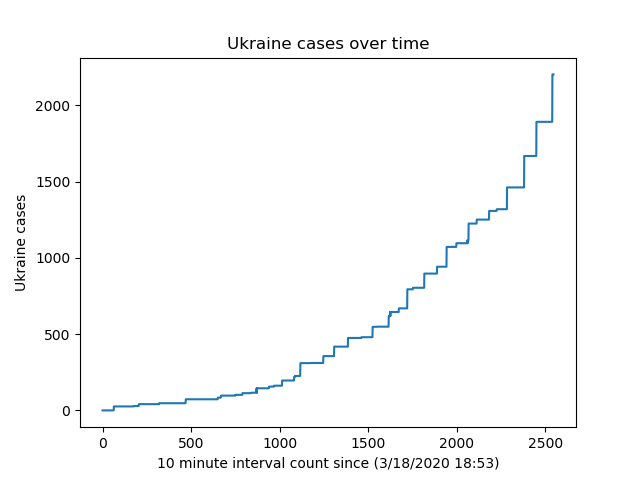 Ukraine cases over time
2000
1500
1000
500
0
Ukraine cases
0 500 1000 1500 2000 2500
10 minute interval count since (3/18/2020 18:53)